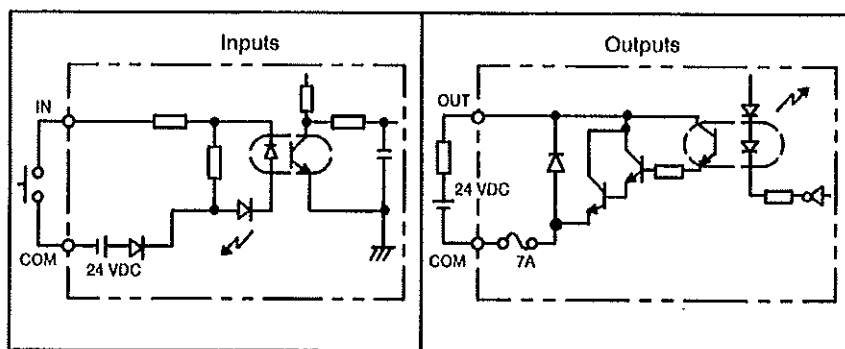 Inputs
IN
COM
24 VDC
Outputs
OUT
24 VDC
COM
7A